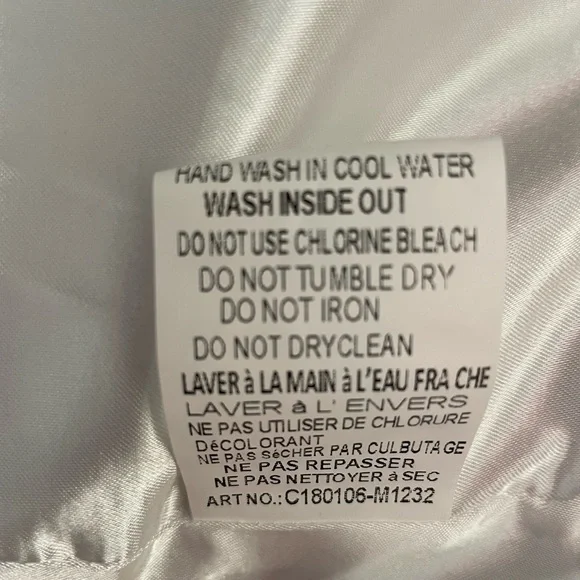 HAND WASH IN COOL WATER
WASH INSIDE OUT
DO NOT USE CHLORINE BLEACH
DO NOT TUMBLE DRY
DO NOT IRON
DO NOT DRYCLEAN
LAVER à LA MAIN à L'EAU FRA CHE
LAVER à L' ENVERS
NE PAS UTILISER DE CHLORURE
DéCOLORANT
NE PAS SéCHER PAR CULBUTAGE
NE PAS REPASSER
NE PAS NETTOYER à SEC
ART NO.: C180106-M1232